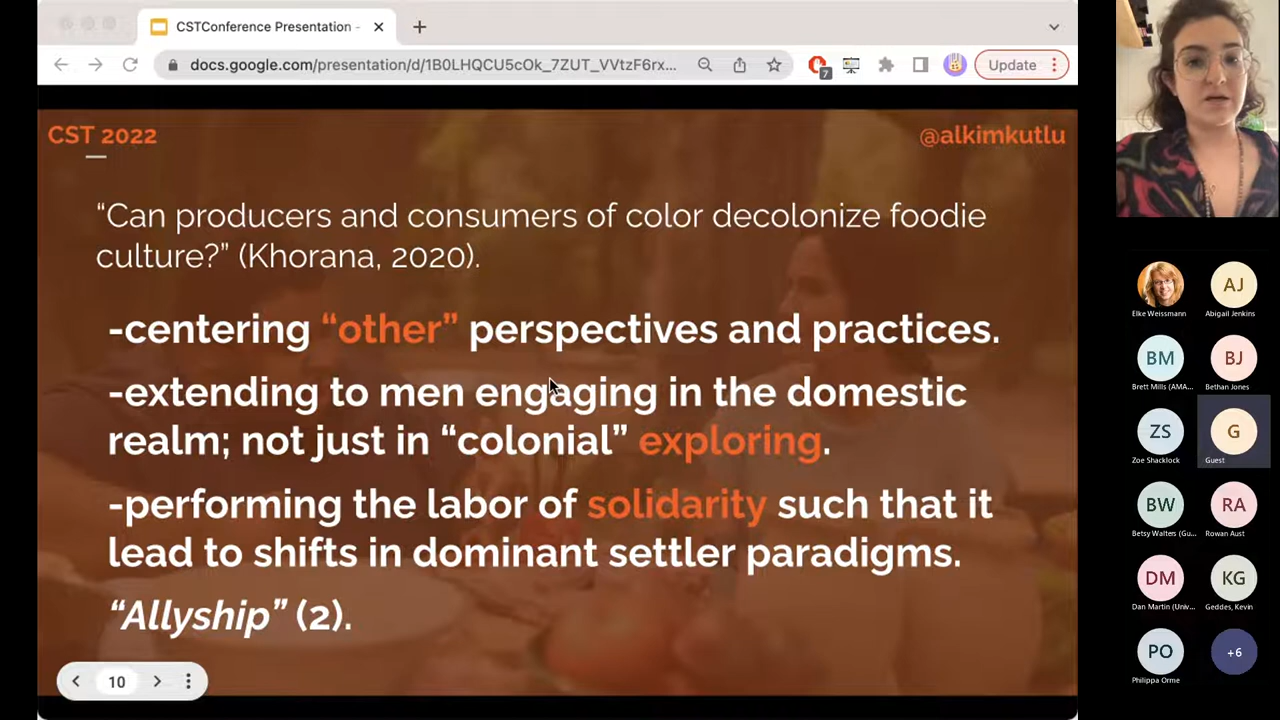 CSTConference Presentation -
docs.google.com/presentation/d/1B0LHQCU5cOk_7ZUT_VVtzF6rx...
7
Update
CST 2022
@alkimkutlu
“Can producers and consumers of color decolonize foodie
culture?” (Khorana, 2020).
-centering “other” perspectives and practices.
-extending to men engaging in the domestic
realm; not just in “colonial” exploring.
-performing the labor of solidarity such that it
lead to shifts in dominant settler paradigms.
“Allyship” (2).
10
Elke Weissmann
AJ
Abigail Jenkins
BM
Brett Mills (AMA...
BJ
Bethan Jones
ZS
Zoe Shacklock
G
Guest
BW
Betsy Walters (Gu...
RA
Rowan Aust
DM
Dan Martin (Univ...
KG
Geddes, Kevin
PO
Philippa Orme
+6